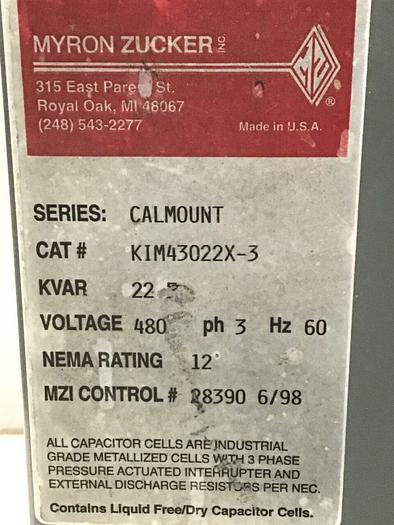 MYRON ZUCKER INC.
MZI
315 East Parent St.
Royal Oak, MI 48067
(248) 543-2277
®
Made in U.S.A.
SERIES: CALMOUNT
CAT # KIM43022X-3
KVAR 22
VOLTAGE 480 ph 3 Hz 60
NEMA RATING 12
MZI CONTROL # 28390 6/98
ALL CAPACITOR CELLS ARE INDUSTRIAL
GRADE METALLIZED CELLS WITH 3 PHASE
PRESSURE ACTUATED INTERRUPTER AND
EXTERNAL DISCHARGE RESISTORS PER NEC.
Contains Liquid Free/Dry Capacitor Cells.